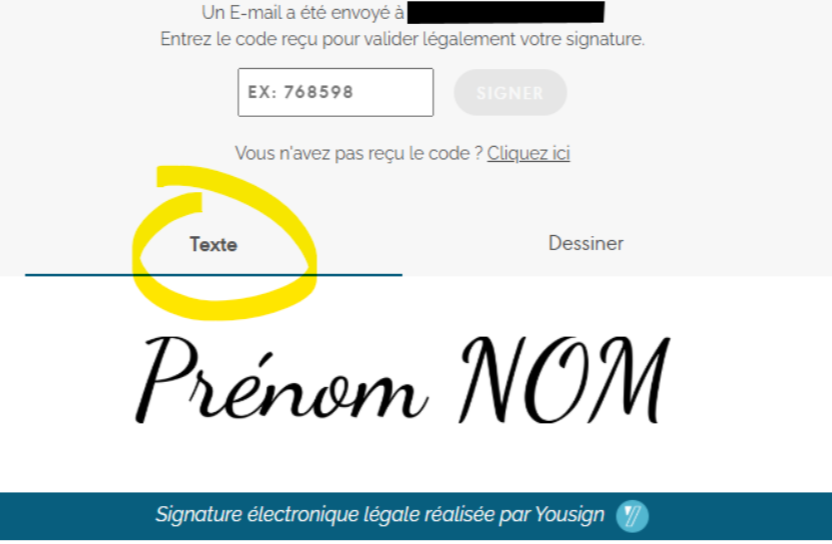 Un E-mail a été envoyé à
Entrez le code reçu pour valider légalement votre signature.
EX: 768598 SIGNER
Vous n'avez pas reçu le code ? Cliquez ici
Texte Dessiner
Prénom NOM
Signature électronique légale réalisée par Yousign